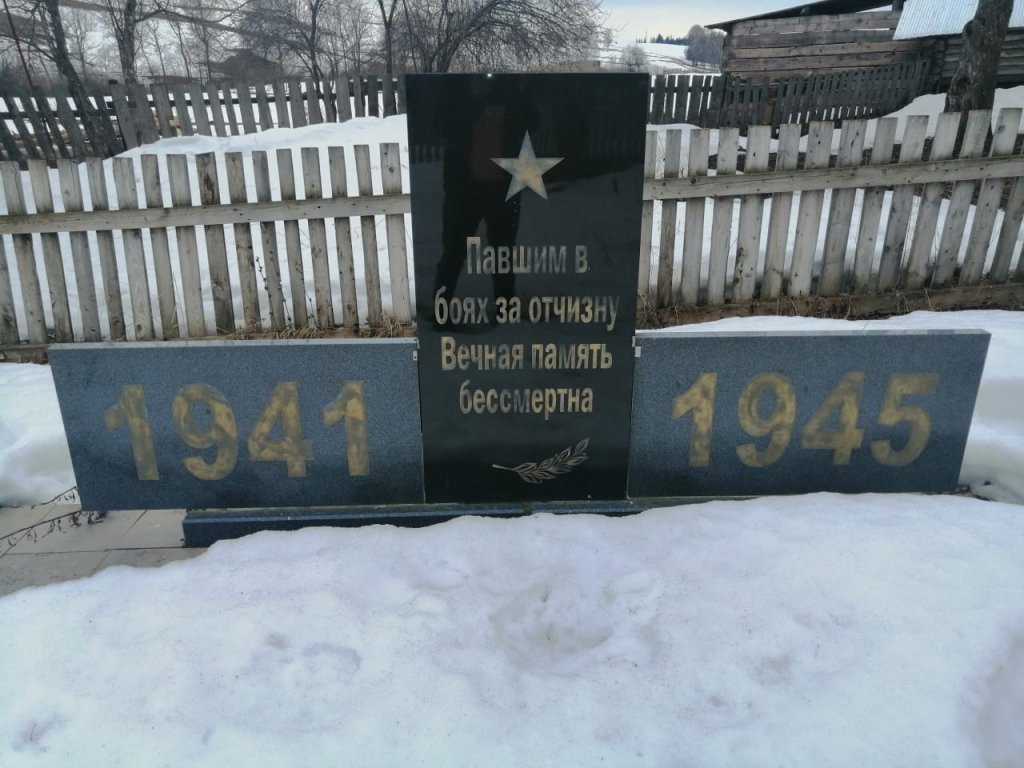 Павшим в
боях за отчизну
Вечная память
бессмертна
1941
1945